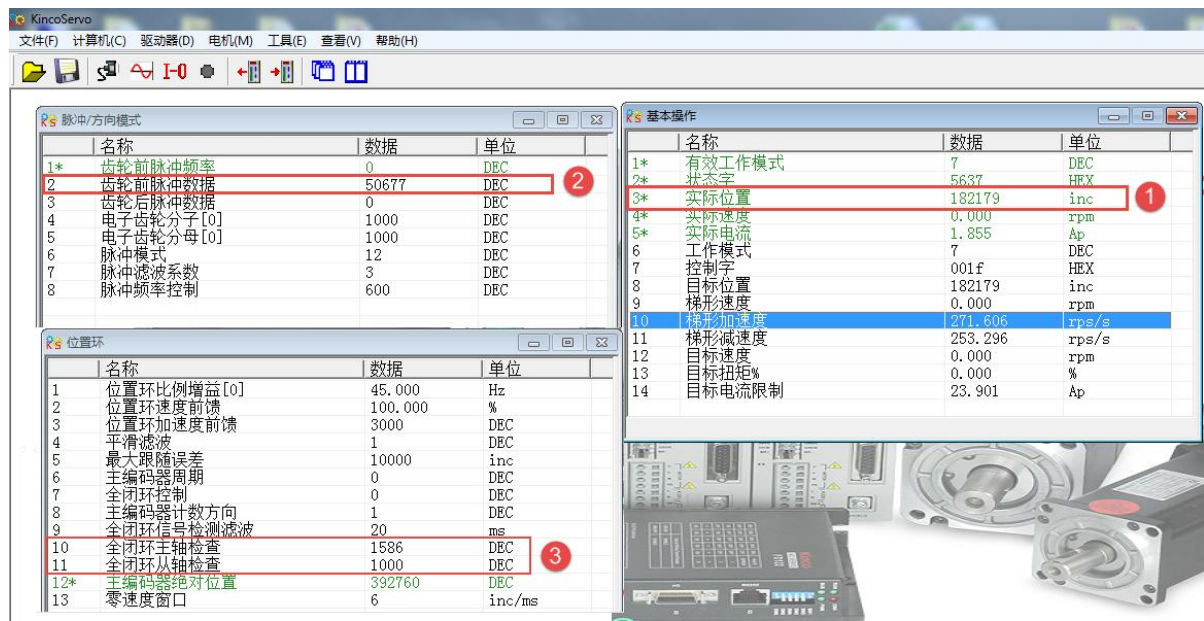 KincoServo
文件(F) 计算机(C) 驱动器(D) 电机(M) 工具(E) 查看(V) 帮助(H)
脉冲/方向模式
名称 数据 单位
1* 齿轮前脉冲频率 0 DEC
2 齿轮前脉冲数据 50677 DEC
2
3 齿轮后脉冲数据 0 DEC
4 电子齿轮分子[0] 1000 DEC
5 电子齿轮分母[0] 1000 DEC
6 脉冲模式 12 DEC
7 脉冲滤波系数 3 DEC
8 脉冲频率控制 600 DEC
基本操作
名称 数据 单位
1* 有效工作模式 7 DEC
2* 状态字 5637 HEX
3* 实际位置 182179 inc
1
4* 实际速度 0.000 rpm
5* 实际电流 1.855 Ap
6 工作模式 7 DEC
7 控制字 001f HEX
8 目标位置 182179 inc
9 梯形速度 0.000 rpm
10 梯形加速度 271.606 rps/s
11 梯形减速度 253.296 rps/s
12 目标速度 0.000 rpm
13 目标扭矩% 0.000 %
14 目标电流限制 23.901 Ap
位置环
名称 数据 单位
1 位置环比例增益[0] 45.000 Hz
2 位置环速度前馈 100.000 %
3 位置环加速度前馈 3000 DEC
4 平滑滤波 1 DEC
5 最大跟随误差 10000 inc
6 主编码器周期 0 DEC
7 全闭环控制 0 DEC
8 主编码器计数方向 1 DEC
9 全闭环信号检测滤波 20 ms
10 全闭环主轴检查 1586 DEC
11 全闭环从轴检查 1000 DEC
3
12* 主编码器绝对位置 392760 DEC
13 零速度窗口 6 inc/ms